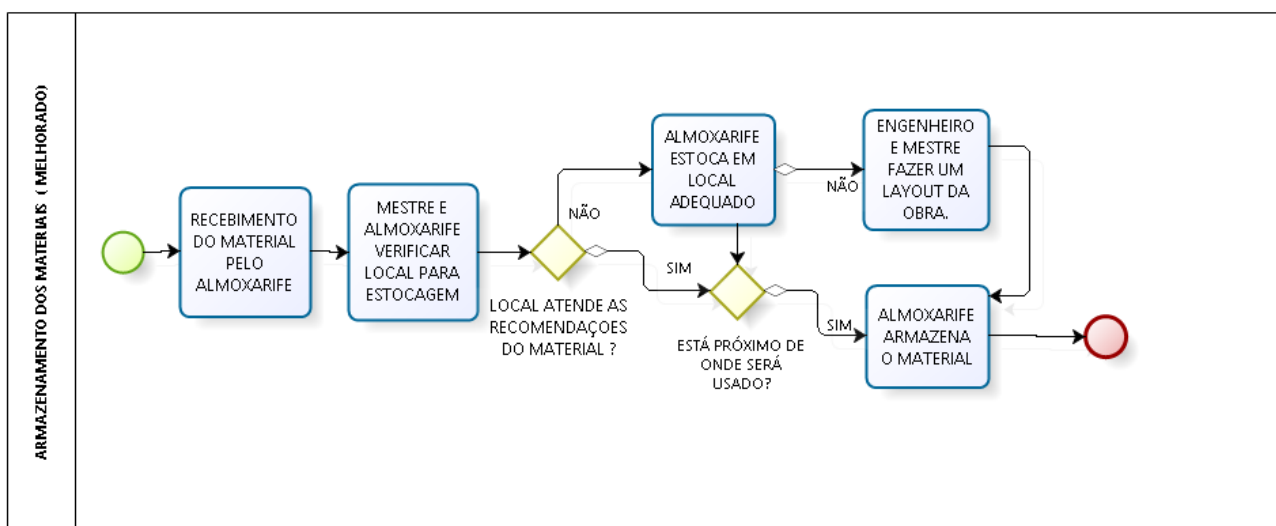 ARMAZENAMENTO DOS MATERIAIS ( MELHORADO)
RECEBIMENTO
DO MATERIAL
PELO
ALMOXARIFE
MESTRE E
ALMOXARIFE
VERIFICAR
LOCAL PARA
ESTOCAGEM
NÃO
SIM
LOCAL ATENDE AS
RECOMENDAÇOES
DO MATERIAL ?
ALMOXARIFE
ESTOCA EM
LOCAL
ADEQUADO
NÃO
ENGENHEIRO
E MESTRE
FAZER UM
LAYOUT DA
OBRA.
ESTÁ PRÓXIMO DE
ONDE SERÁ
USADO?
SIM
ALMOXARIFE
ARMAZENA
O MATERIAL